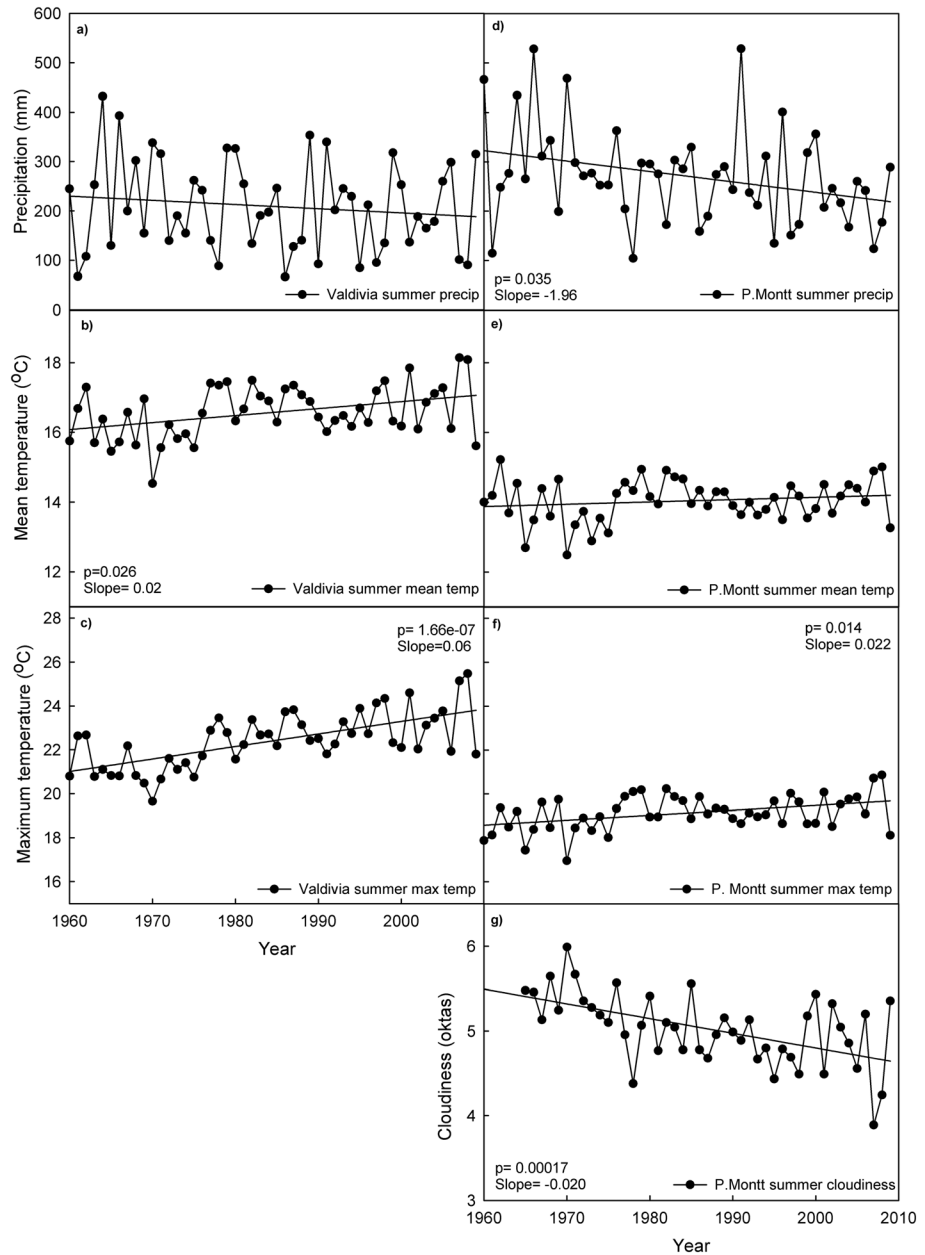 a)
600
500
400
300
200
100
0
Precipitation (mm)
Valdivia summer precip
d)
p= 0.035
Slope= -1.96
P.Montt summer precip
b)
18
16
14
12
Mean temperature (ºC)
p=0.026
Slope= 0.02
Valdivia summer mean temp
e)
P.Montt summer mean temp
c)
28
26
24
22
20
18
16
15
Maximum temperature (ºC)
p= 1.66e-07
Slope=0.06
Valdivia summer max temp
1960 1970 1980 1990 2000
Year
f)
p= 0.014
Slope= 0.022
P. Montt summer max temp
g)
6
5
4
3
Cloudiness (oktas)
p= 0.00017
Slope= -0.020
P.Montt summer cloudiness
1960 1970 1980 1990 2000 2010
Year